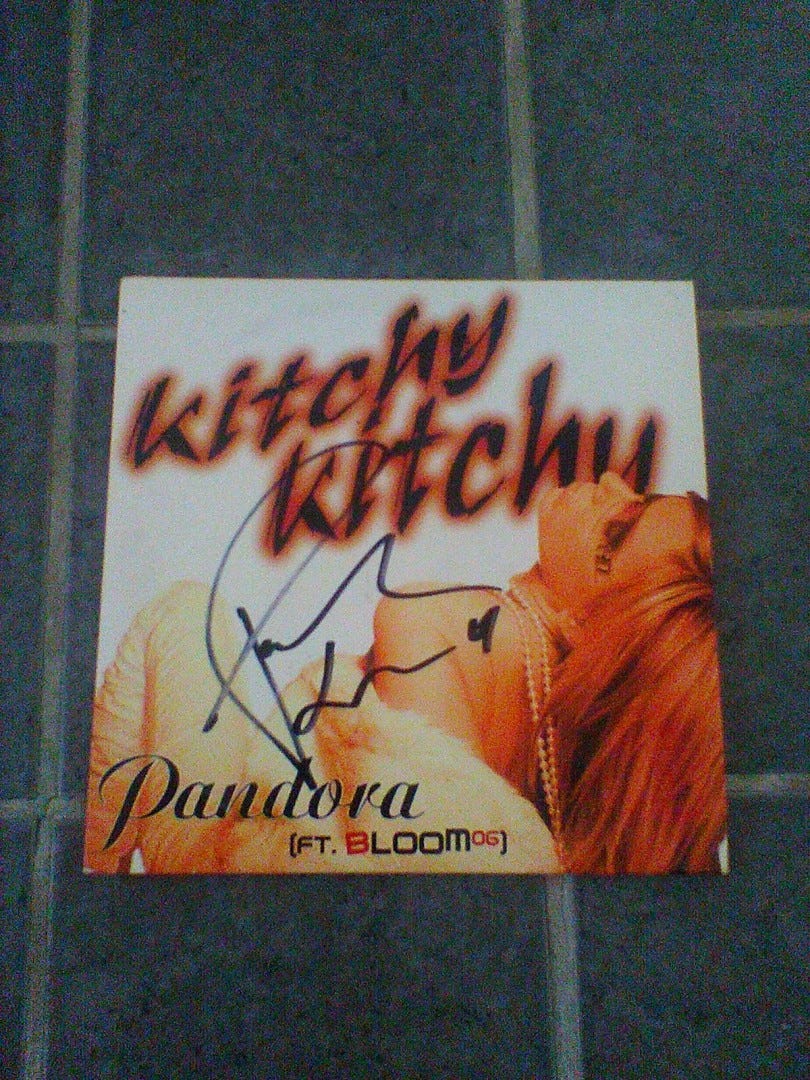 kitchy
kitchy
Pandora
(FT. BLOOM06)